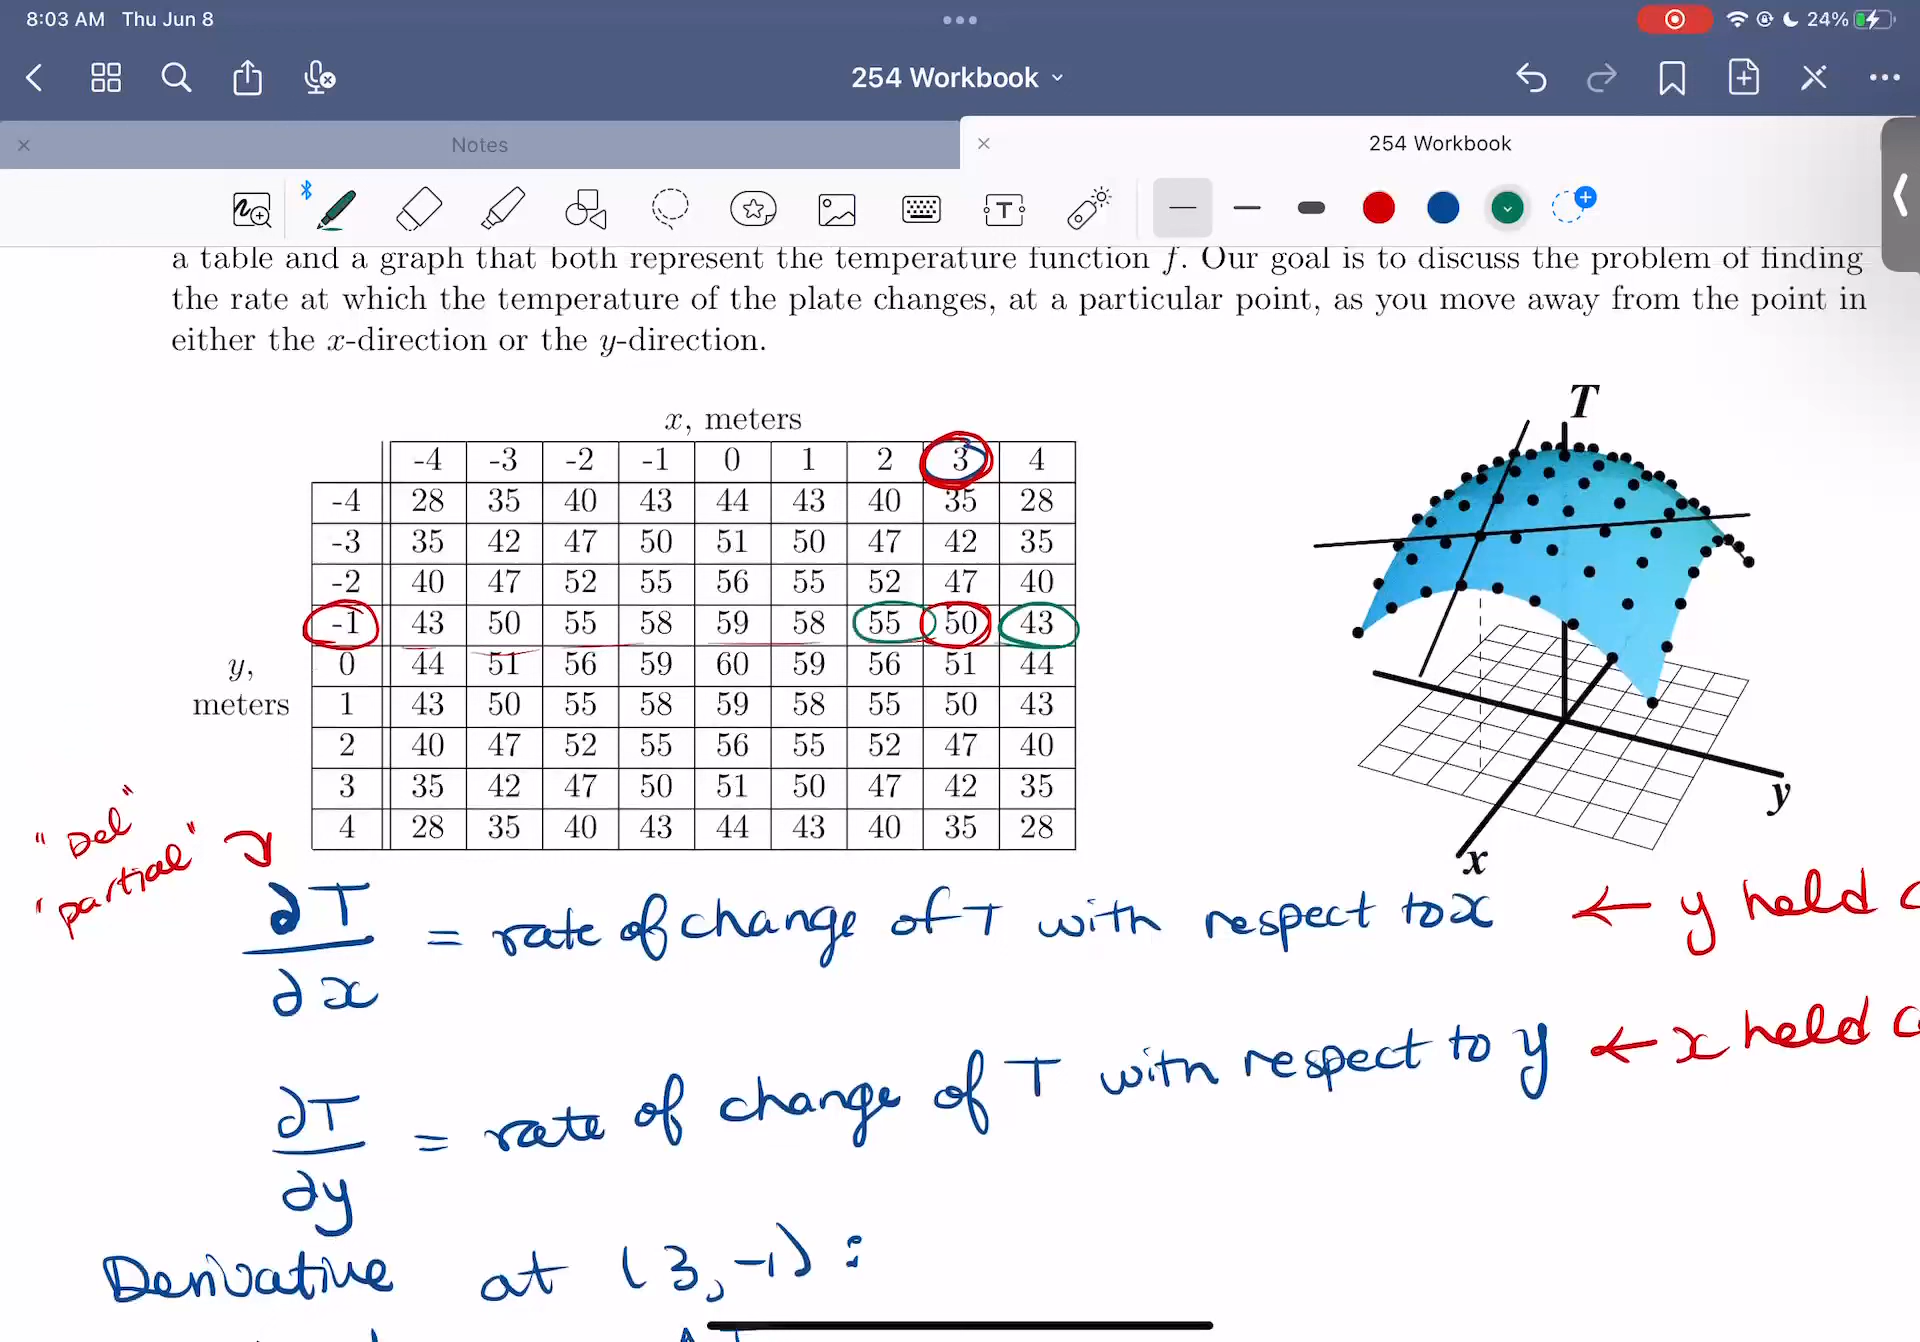 8:03 AM Thu Jun 8
24%
254 Workbook
Notes
254 Workbook
a table and a graph that both represent the temperature function f. Our goal is to discuss the problem of finding
the rate at which the temperature of the plate changes, at a particular point, as you move away from the point in
either the x-direction or the y-direction.
x, meters
-4 -3 -2 -1 0 1 2 3 4
-4 28 35 40 43 44 43 40 35 28
-3 35 42 47 50 51 50 47 42 35
-2 40 47 52 55 56 55 52 47 40
-1 43 50 55 58 59 58 55 50 43
0 44 51 56 59 60 59 56 51 44
1 43 50 55 58 59 58 55 50 43
2 40 47 52 55 56 55 52 47 40
3 35 42 47 50 51 50 47 42 35
4 28 35 40 43 44 43 40 35 28
y,
meters
T
y
x
"Del"
"partial"
∂T/∂x = rate of change of T with respect to x ← y held
∂T/∂y = rate of change of T with respect to y ← x held
Derivative at (3,-1):